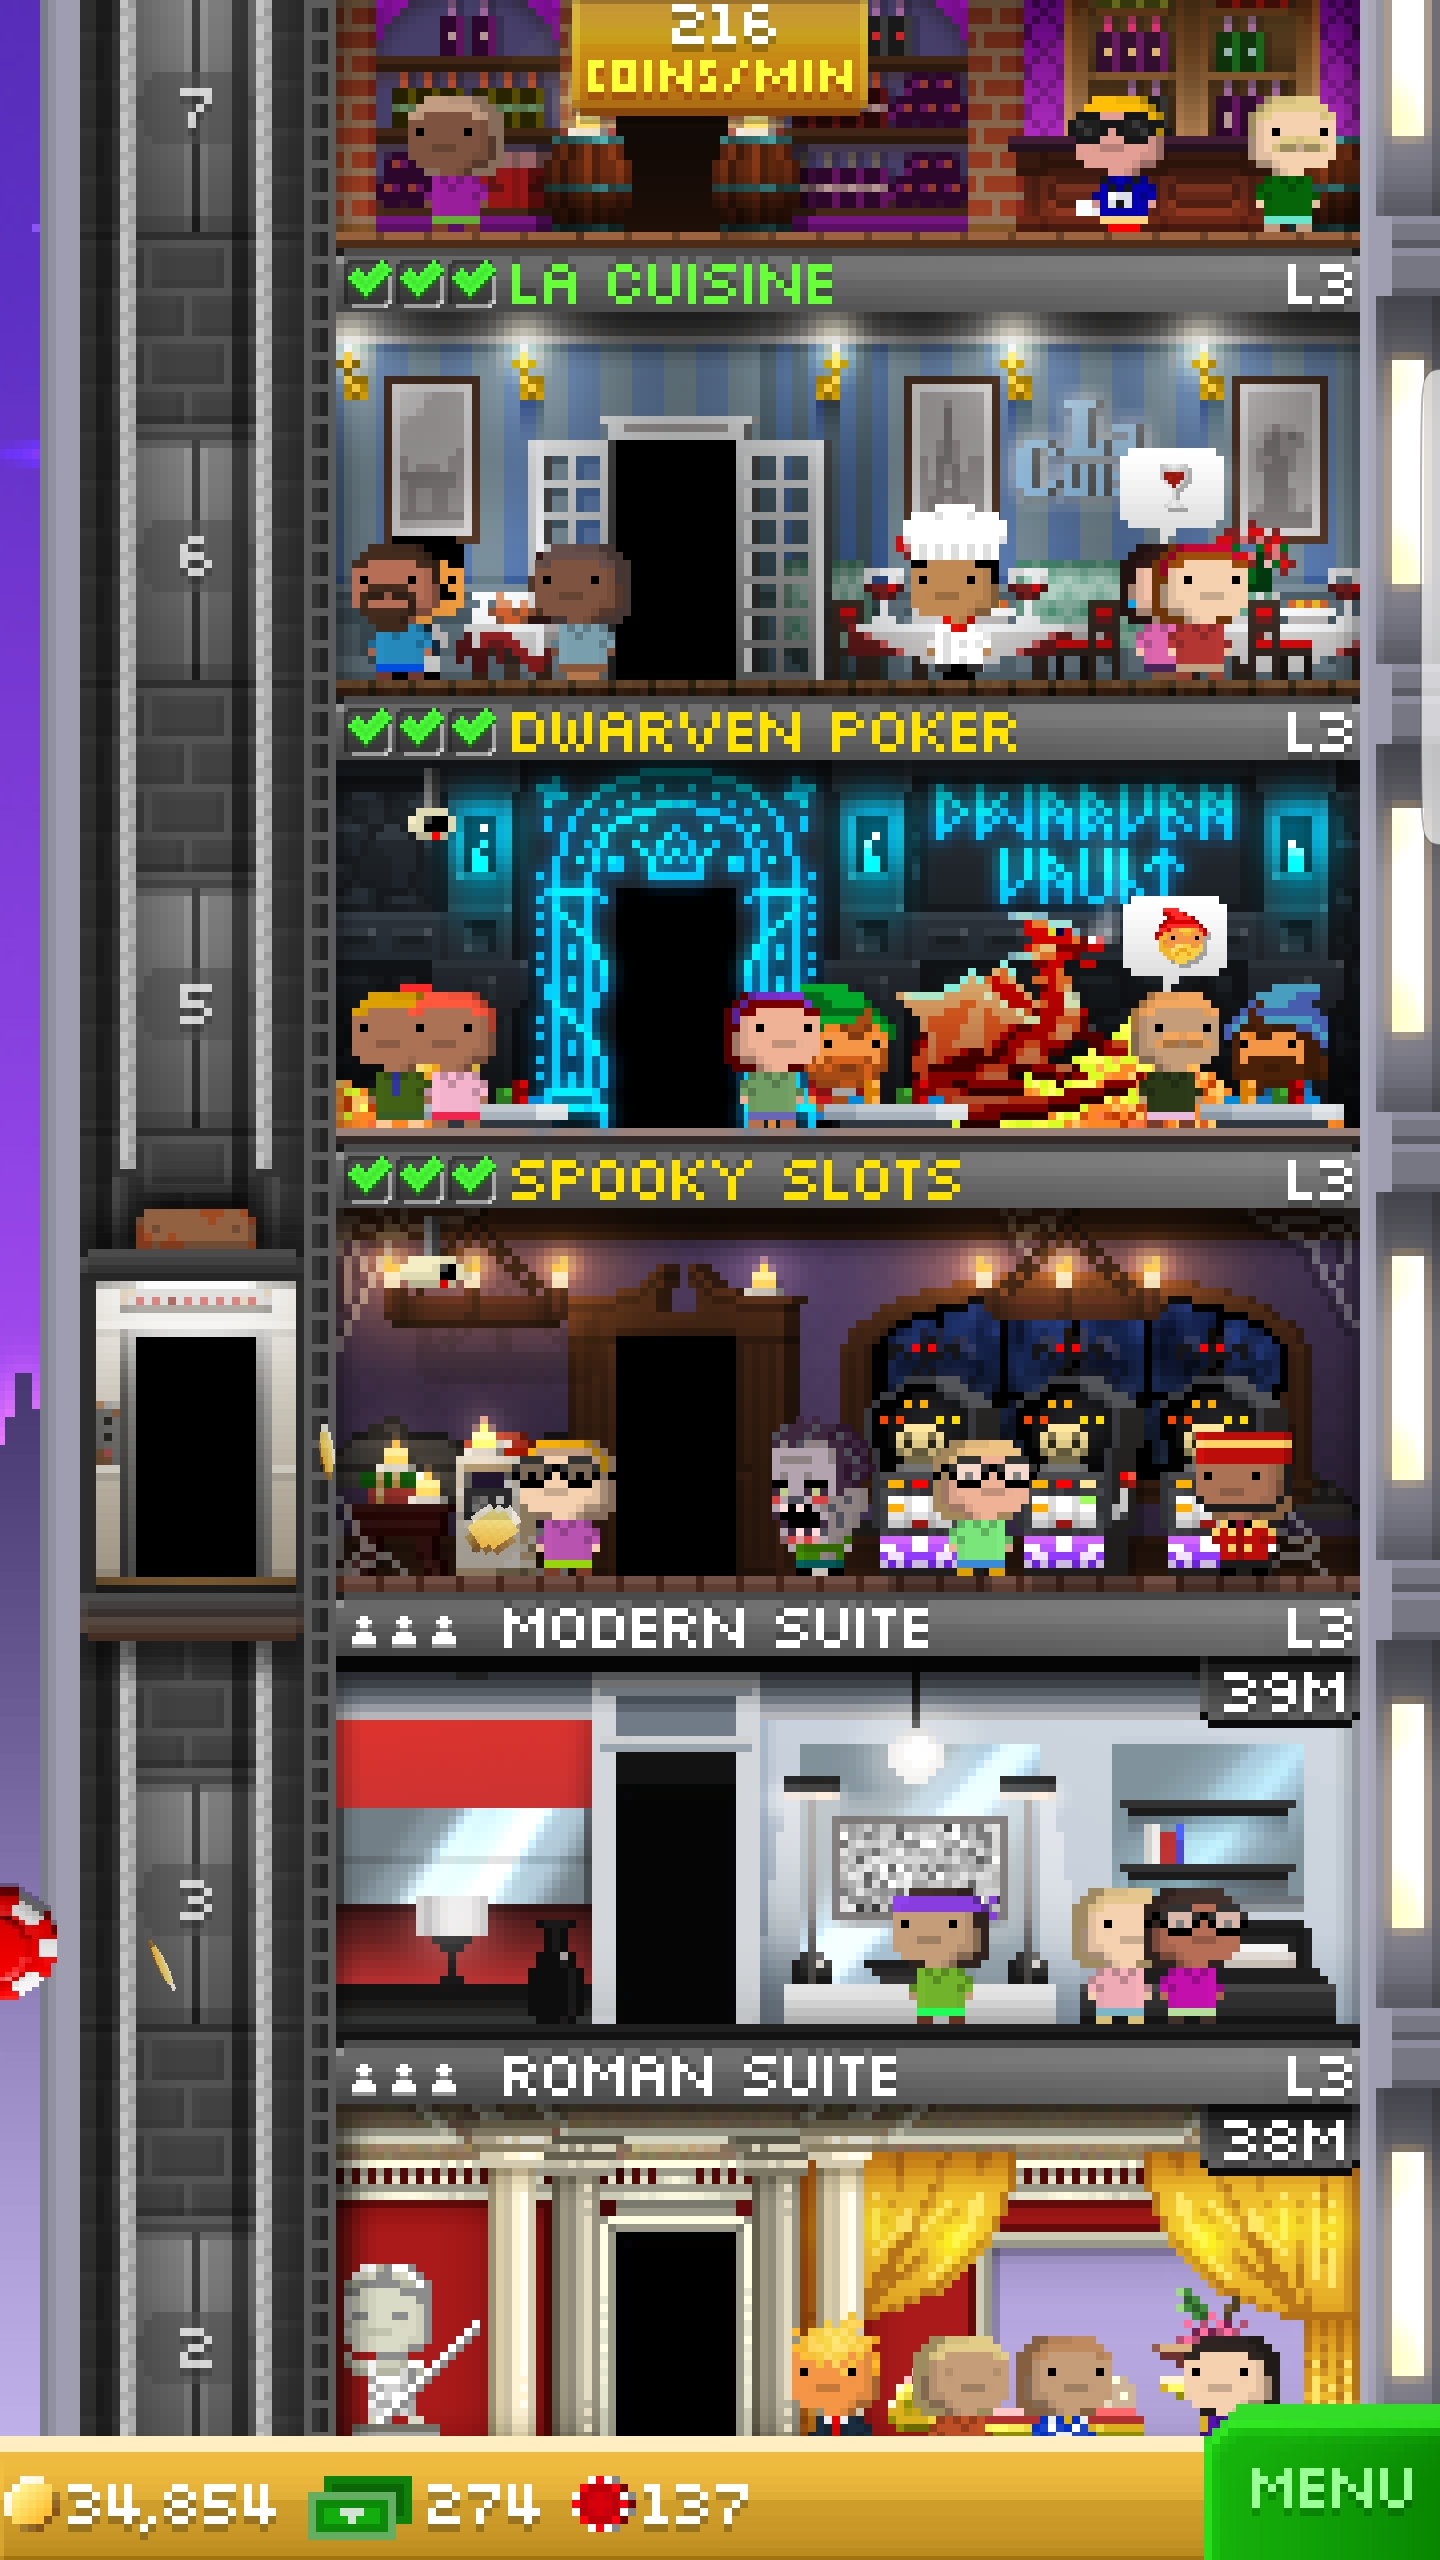 216
COINS/MIN
7
LA CUISINE L3
La
6
DWARVEN POKER L3
DWARVEN
VAULT
5
SPOOKY SLOTS L3
MODERN SUITE L3
39M
3
ROMAN SUITE L3
38M
2
34,854 274 137
MENU